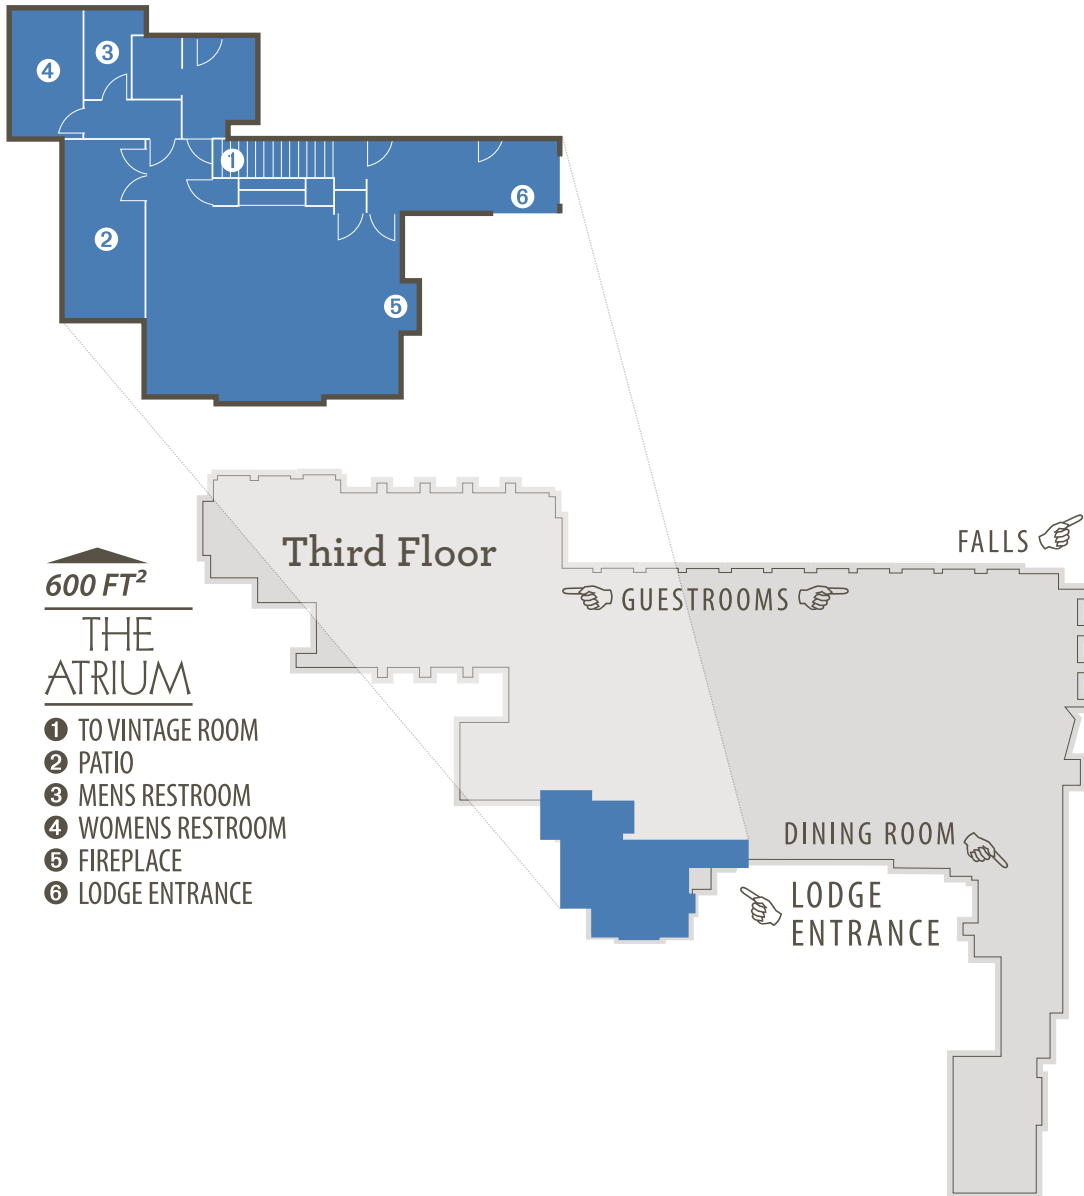 4
3
1
6
2
5
Third Floor
FALLS
GUESTROOMS
600 FT²
THE
ATRIUM
1 TO VINTAGE ROOM
2 PATIO
3 MENS RESTROOM
4 WOMENS RESTROOM
5 FIREPLACE
6 LODGE ENTRANCE
DINING ROOM
LODGE
ENTRANCE